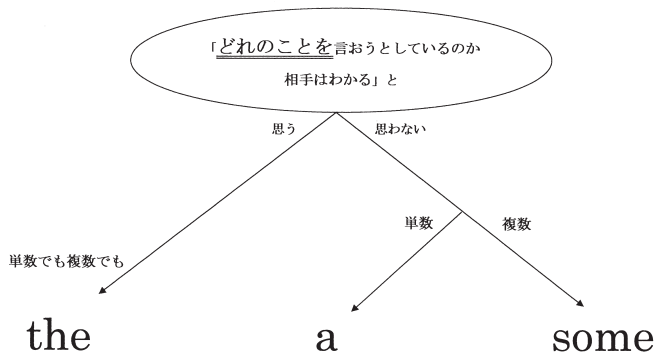 「どれのことを言おうとしているのか
相手はわかる」と
思う
思わない
単数
複数
単数でも複数でも
the
a
some